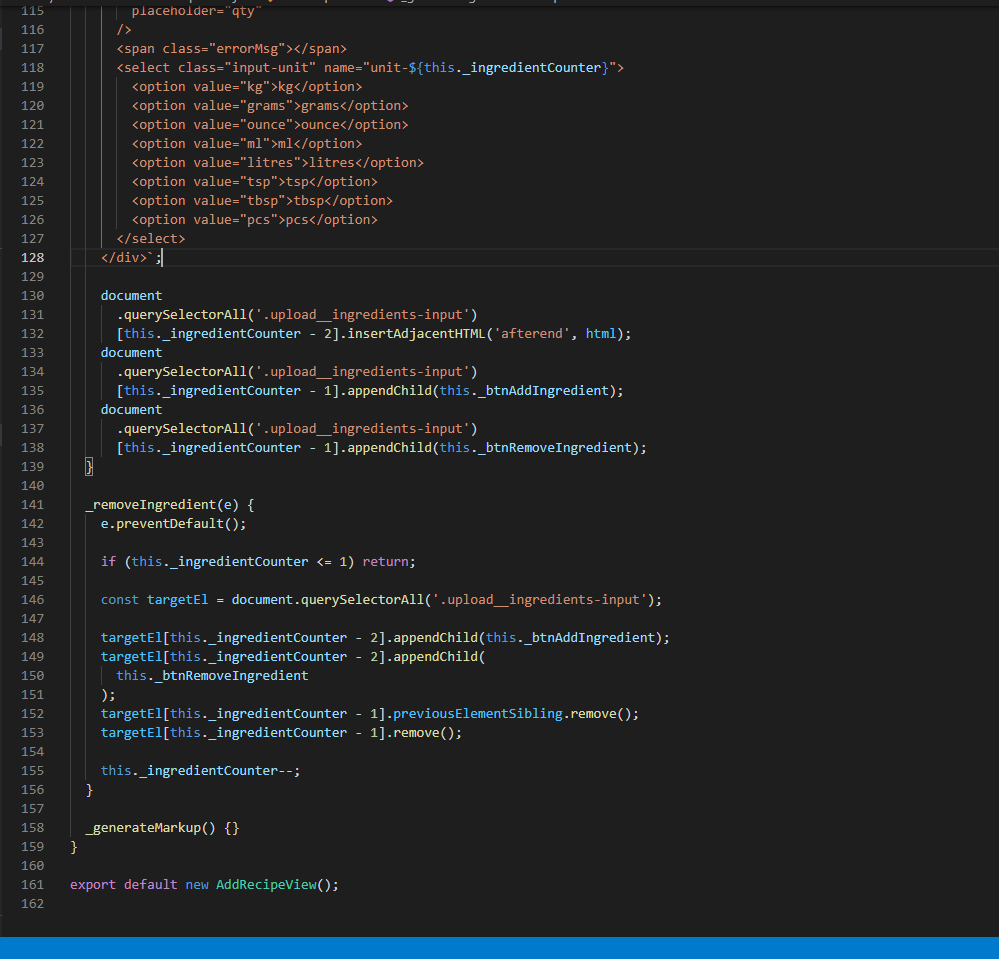 115 placeholder="qty"
116 />
117 <span class="errorMsg"></span>
118 <select class="input-unit" name="unit-${this._ingredientCounter}">
119 <option value="kg">kg</option>
120 <option value="grams">grams</option>
121 <option value="ounce">ounce</option>
122 <option value="ml">ml</option>
123 <option value="litres">litres</option>
124 <option value="tsp">tsp</option>
125 <option value="tbsp">tbsp</option>
126 <option value="pcs">pcs</option>
127 </select>
128 </div>`;
129
130 document
131 .querySelectorAll('.upload__ingredients-input')
132 [this._ingredientCounter - 2].insertAdjacentHTML('afterend', html);
133 document
134 .querySelectorAll('.upload__ingredients-input')
135 [this._ingredientCounter - 1].appendChild(this._btnAddIngredient);
136 document
137 .querySelectorAll('.upload__ingredients-input')
138 [this._ingredientCounter - 1].appendChild(this._btnRemoveIngredient);
139 }
140
141 _removeIngredient(e) {
142 e.preventDefault();
143
144 if (this._ingredientCounter <= 1) return;
145
146 const targetEl = document.querySelectorAll('.upload__ingredients-input');
147
148 targetEl[this._ingredientCounter - 2].appendChild(this._btnAddIngredient);
149 targetEl[this._ingredientCounter - 2].appendChild(
150 this._btnRemoveIngredient
151 );
152 targetEl[this._ingredientCounter - 1].previousElementSibling.remove();
153 targetEl[this._ingredientCounter - 1].remove();
154
155 this._ingredientCounter--;
156 }
157
158 _generateMarkup() {}
159 }
160
161 export default new AddRecipeView();
162